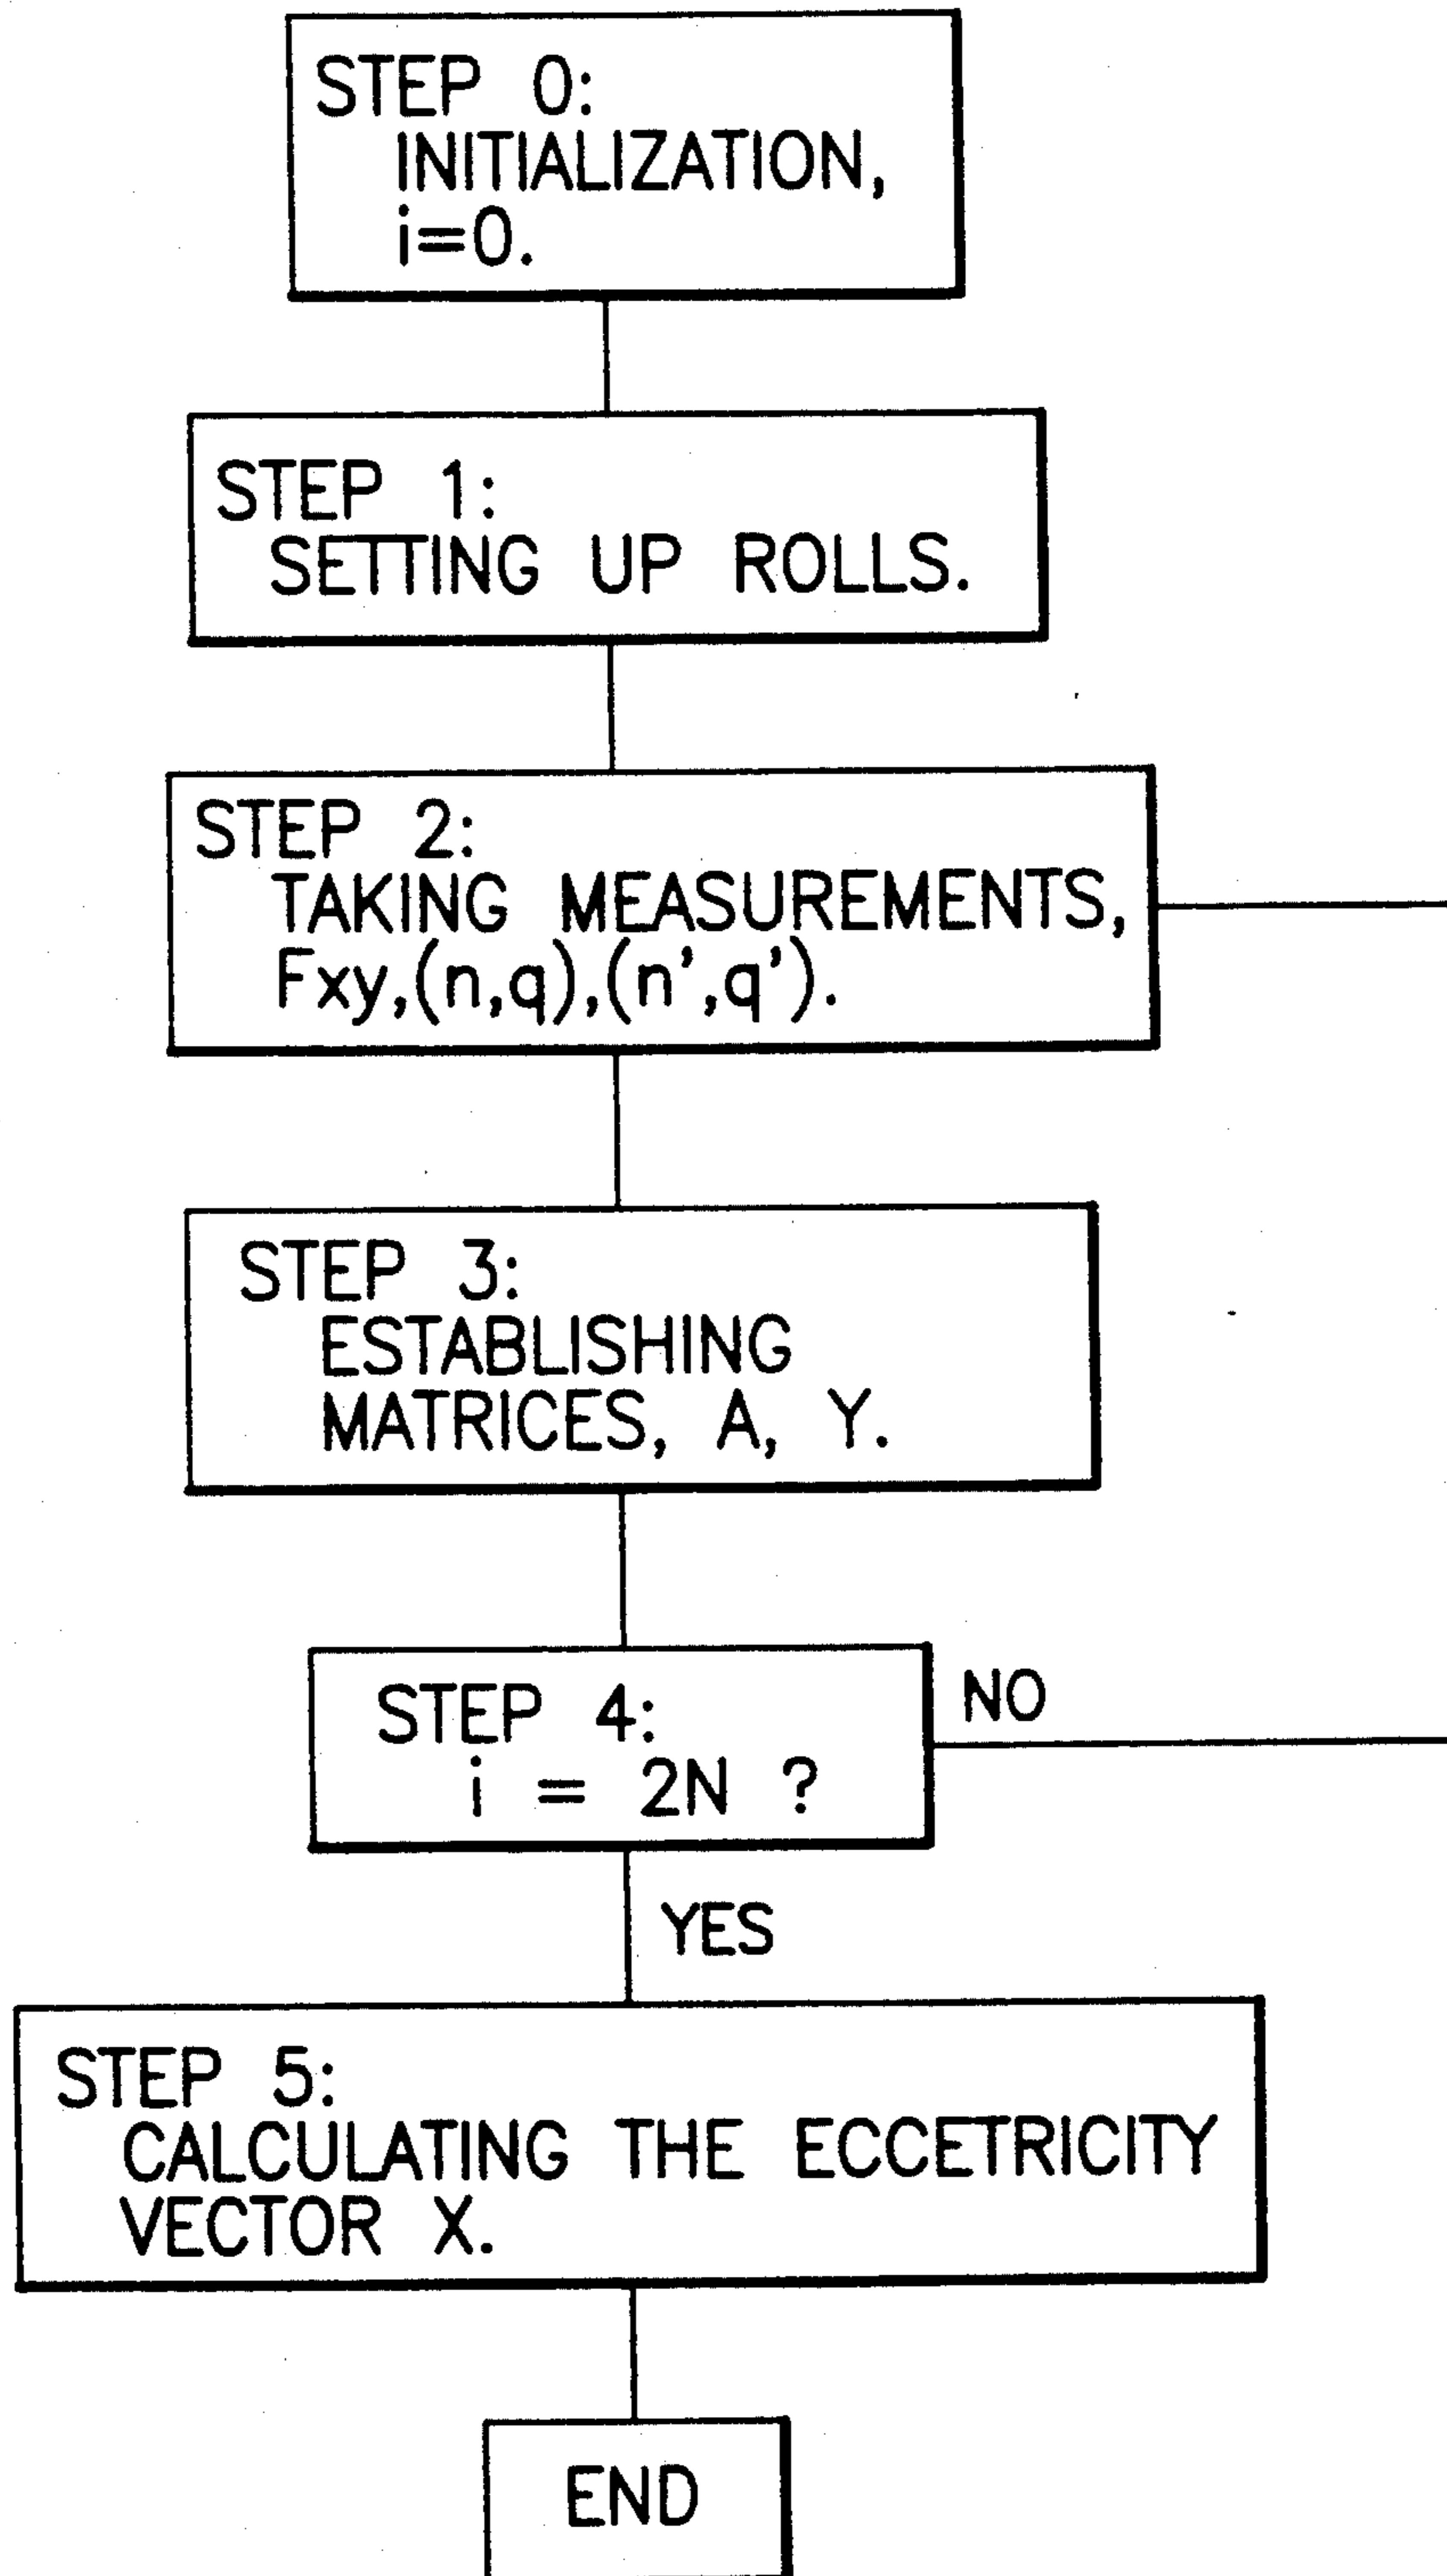 STEP 0:
INITIALIZATION,
i=0.
STEP 1:
SETTING UP ROLLS.
STEP 2:
TAKING MEASUREMENTS,
Fxy,(n,q),(n',q').
STEP 3:
ESTABLISHING
MATRICES, A, Y.
STEP 4:
i = 2N ?
NO
YES
STEP 5:
CALCULATING THE ECCETRICITY
VECTOR X.
END